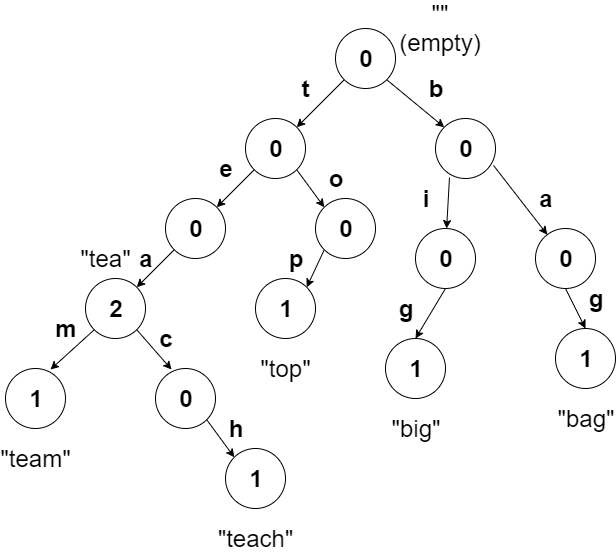 ""
(empty)
0
t
b
0
0
e
o
i
a
0
0
0
0
"tea"
a
p
g
g
2
1
1
1
m
c
"top"
"big"
"bag"
1
0
"team"
h
1
"teach"